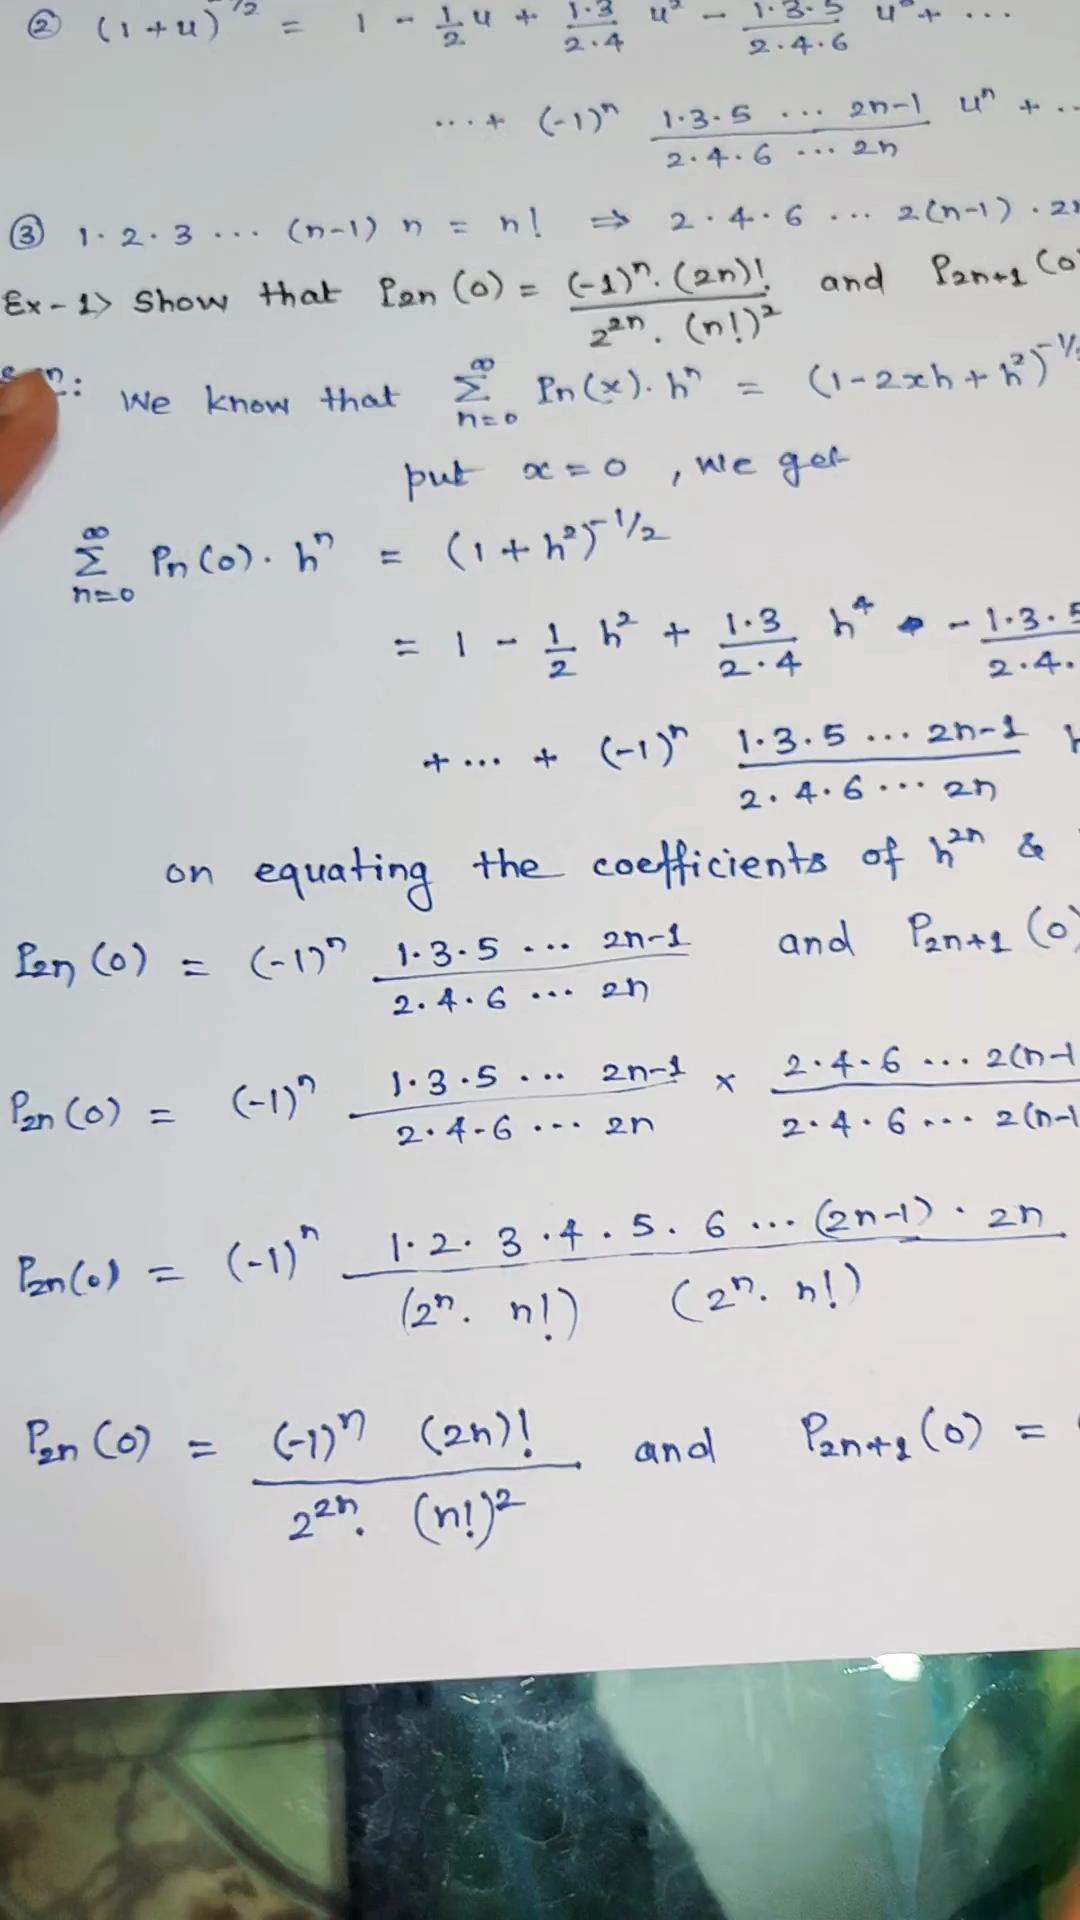 ② (1+u)^-1/2 = 1 - 1/2 u + 1·3/2·4 u² - 1·3·5/2·4·6 u³ + ...
...+ (-1)ⁿ 1·3·5 ... 2n-1/2·4·6 ... 2n uⁿ + ..
③ 1·2·3 ... (n-1) n = n! ⇒ 2·4·6 ... 2(n-1)·2n
Ex-1> Show that P₂ₙ(0) = (-1)ⁿ·(2n)!/2²ⁿ·(n!)² and P₂ₙ₊₁(0)
We know that ∞Σn=0 Pₙ(x)·hⁿ = (1-2xh+h²)^-1/2
put x=0, we get
∞Σn=0 Pₙ(0)·hⁿ = (1+h²)^-1/2
= 1 - 1/2 h² + 1·3/2·4 h⁴ - 1·3·5/2·4·
+ ... + (-1)ⁿ 1·3·5 ... 2n-1/2·4·6 ... 2n h
on equating the coefficients of h²ⁿ &
P₂ₙ(0) = (-1)ⁿ 1·3·5 ... 2n-1/2·4·6 ... 2n and P₂ₙ₊₁(0)
P₂ₙ(0) = (-1)ⁿ 1·3·5 ... 2n-1/2·4·6 ... 2n × 2·4·6 ... 2(n-1/2·4·6 ... 2(n-1
P₂ₙ(0) = (-1)ⁿ 1·2·3·4·5·6 ... (2n-1)·2n/(2ⁿ·n!) (2ⁿ·n!)
P₂ₙ(0) = (-1)ⁿ (2n)!/2²ⁿ·(n!)² and P₂ₙ₊₁(0) =